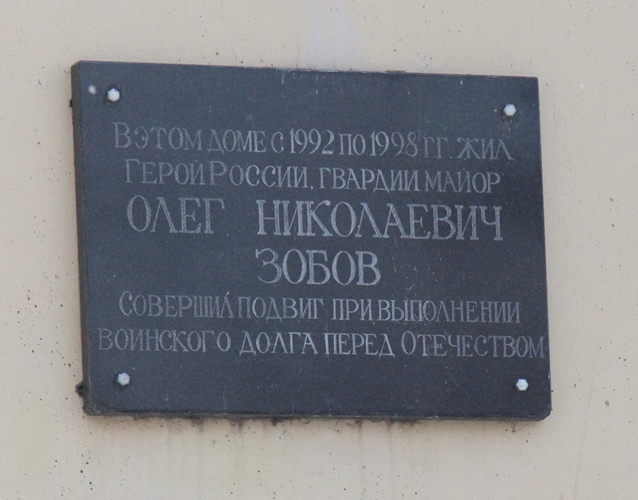 В этом доме с 1992 по 1998 гг. жил
Герой России, гвардии майор
ОЛЕГ НИКОЛАЕВИЧ
ЗОБОВ
Совершил подвиг при выполнении
воинского долга перед Отечеством